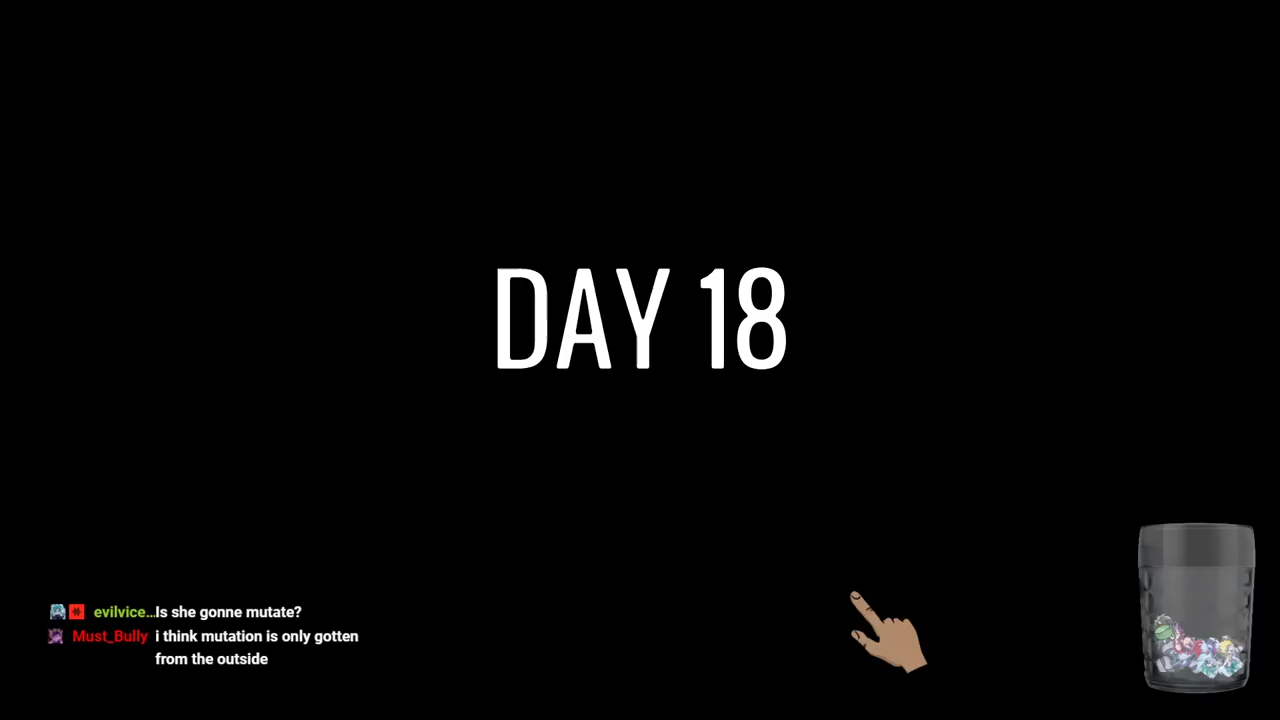 DAY 18
evilvice…Is she gonne mutate?
Must_Bully i think mutation is only gotten
from the outside